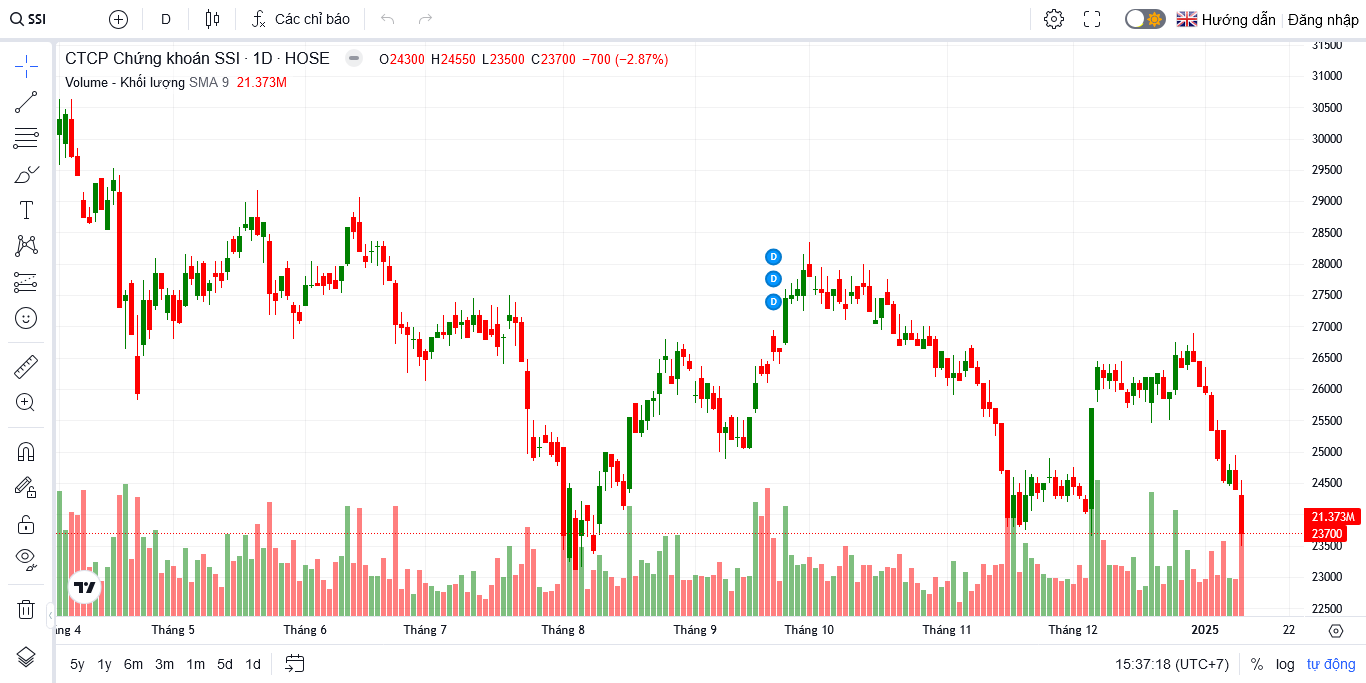 SSI D Các chỉ báo Hướng dẫn Đăng nhập
CTCP Chứng khoán SSI · 1D · HOSE O24300 H24550 L23500 C23700 −700 (−2.87%)
Volume - Khối lượng SMA 9 21.373M
31500
31000
30500
30000
29500
29000
28500
28000
27500
27000
26500
26000
25500
25000
24500
21.373M
23700
23500
23000
22500
D
D
D
ng 4 Tháng 5 Tháng 6 Tháng 7 Tháng 8 Tháng 9 Tháng 10 Tháng 11 Tháng 12 2025 22
5y 1y 6m 3m 1m 5d 1d 15:37:18 (UTC+7) % log tự động